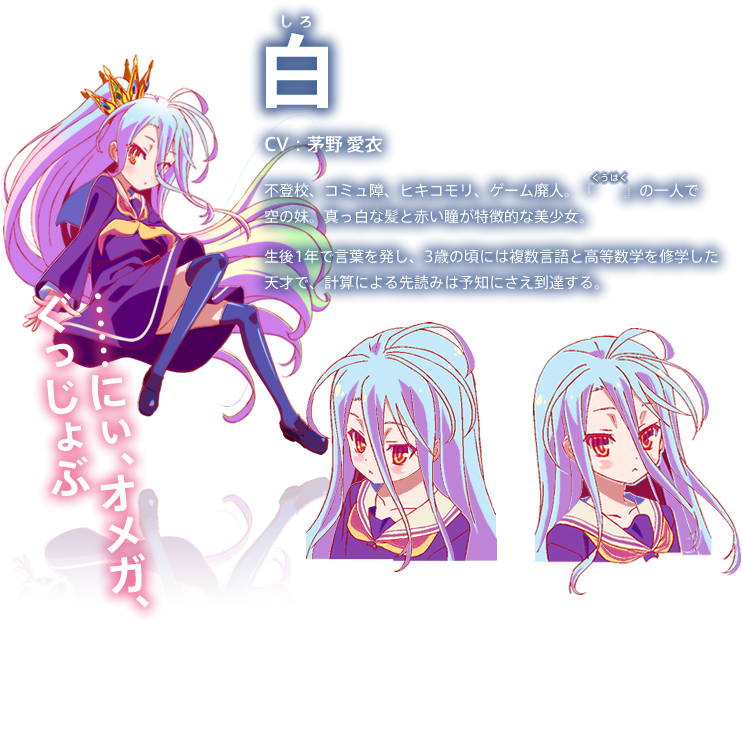 しろ
白
CV：茅野 愛衣
くうはく
不登校、コミュ障、ヒキコモリ、ゲーム廃人。『　　』の一人で
空の妹。真っ白な髪と赤い瞳が特徴的な美少女。
生後1年で言葉を発し、3歳の頃には複数言語と高等数学を修学した
天才で、計算による先読みは予知にさえ到達する。
……にぃ、オメガ、
ぐっじょぶ